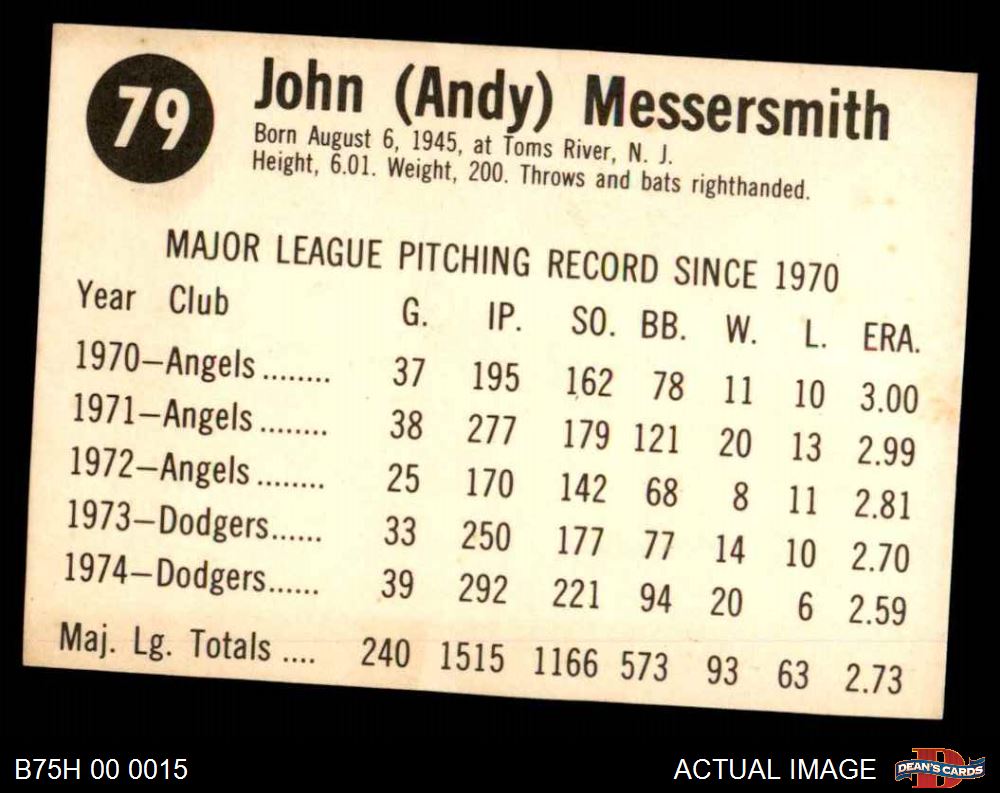 79
John (Andy) Messersmith
Born August 6, 1945, at Toms River, N. J.
Height, 6.01. Weight, 200. Throws and bats righthanded.
MAJOR LEAGUE PITCHING RECORD SINCE 1970
Year Club G. IP. SO. BB. W. L. ERA.
1970—Angels ........ 37 195 162 78 11 10 3.00
1971—Angels ........ 38 277 179 121 20 13 2.99
1972—Angels ........ 25 170 142 68 8 11 2.81
1973—Dodgers...... 33 250 177 77 14 10 2.70
1974—Dodgers...... 39 292 221 94 20 6 2.59
Maj. Lg. Totals .... 240 1515 1166 573 93 63 2.73
B75H 00 0015 ACTUAL IMAGE DEAN'S CARDS